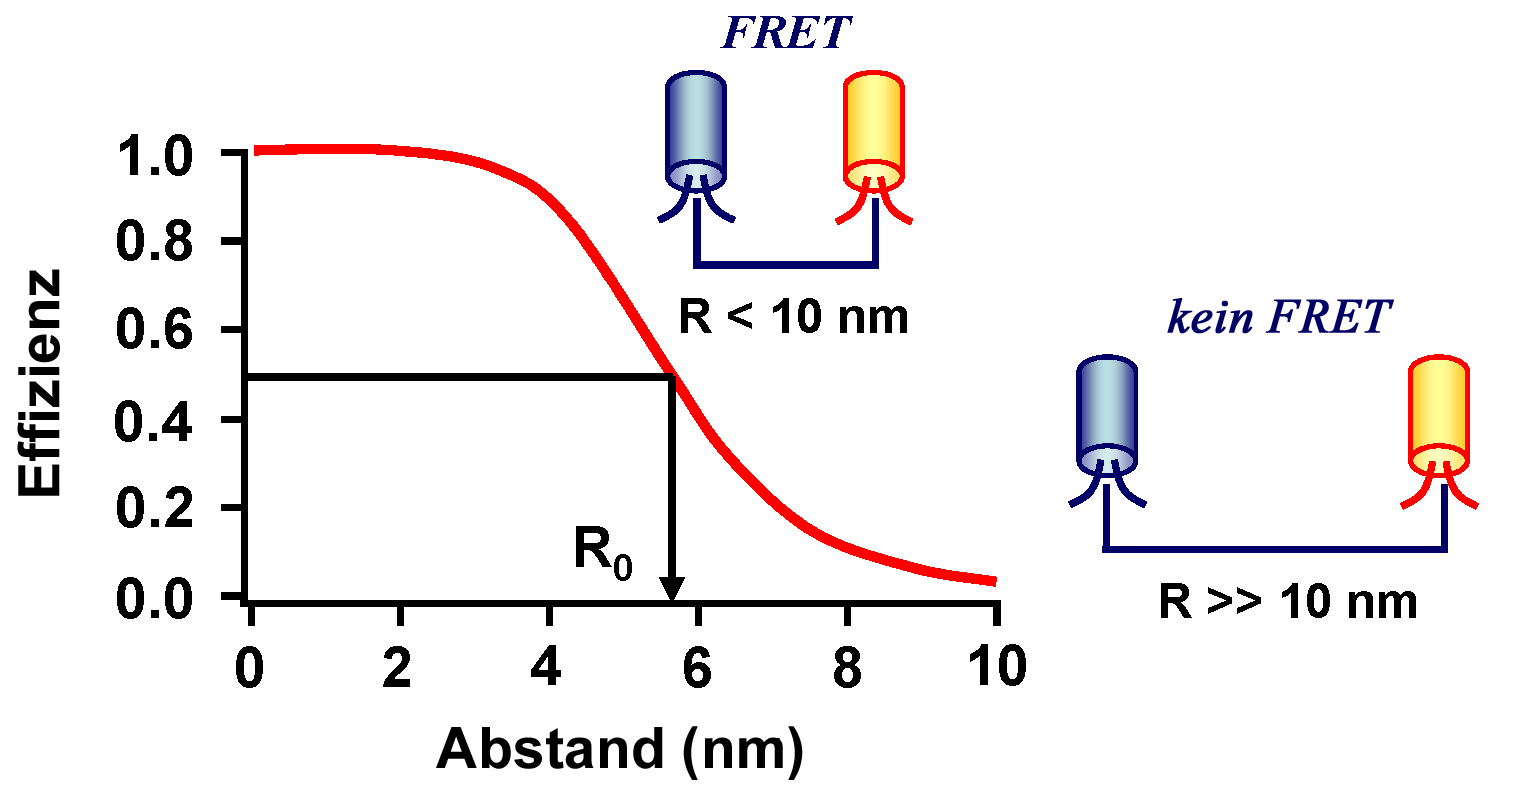 FRET
1.0
0.8
0.6
0.4
0.2
0.0
Effizienz
R < 10 nm
kein FRET
R >> 10 nm
R₀
0 2 4 6 8 10
Abstand (nm)